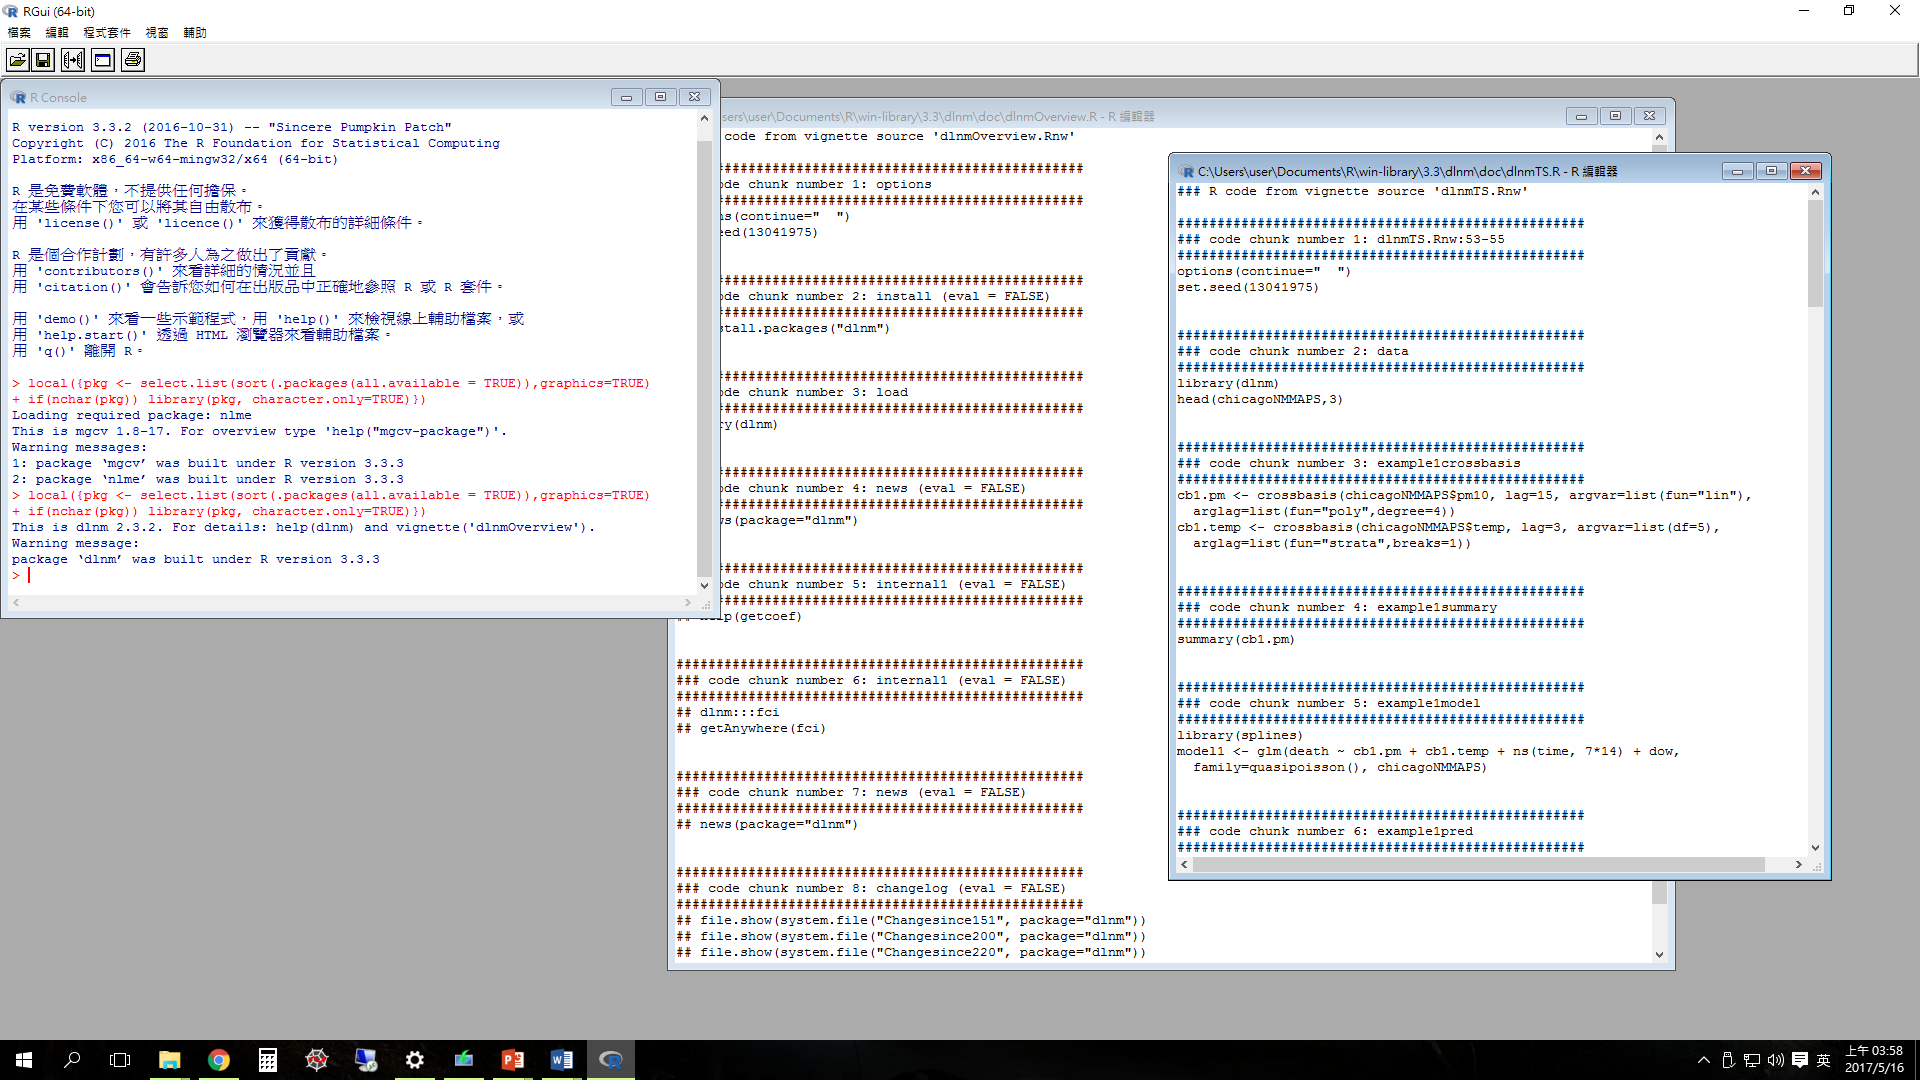 RGui (64-bit)
檔案 編輯 程式套件 視窗 輔助
R Console
R version 3.3.2 (2016-10-31) -- "Sincere Pumpkin Patch"
Copyright (C) 2016 The R Foundation for Statistical Computing
Platform: x86_64-w64-mingw32/x64 (64-bit)
R 是免費軟體，不提供任何擔保。
在某些條件下您可以將其自由散布。
用 'license()' 或 'licence()' 來獲得散布的詳細條件。
R 是個合作計劃，有許多人為之做出了貢獻。
用 'contributors()' 來看詳細的情況並且
用 'citation()' 會告訴您如何在出版品中正確地參照 R 或 R 套件。
用 'demo()' 來看一些示範程式，用 'help()' 來檢視線上輔助檔案，或
用 'help.start()' 透過 HTML 瀏覽器來看輔助檔案。
用 'q()' 離開 R。
> local({pkg <- select.list(sort(.packages(all.available = TRUE)),graphics=TRUE)
+ if(nchar(pkg)) library(pkg, character.only=TRUE)})
Loading required package: nlme
This is mgcv 1.8-17. For overview type 'help("mgcv-package")'.
Warning messages:
1: package ‘mgcv’ was built under R version 3.3.3
2: package ‘nlme’ was built under R version 3.3.3
> local({pkg <- select.list(sort(.packages(all.available = TRUE)),graphics=TRUE)
+ if(nchar(pkg)) library(pkg, character.only=TRUE)})
This is dlnm 2.3.2. For details: help(dlnm) and vignette('dlnmOverview').
Warning message:
package ‘dlnm’ was built under R version 3.3.3
>
sers\user\Documents\R\win-library\3.3\dlnm\doc\dlnmOverview.R - R 編輯器
code from vignette source 'dlnmOverview.Rnw'
##############################################
ode chunk number 1: options
##############################################
ns(continue="  ")
eed(13041975)
##############################################
ode chunk number 2: install (eval = FALSE)
##############################################
stall.packages("dlnm")
##############################################
ode chunk number 3: load
##############################################
ry(dlnm)
##############################################
ode chunk number 4: news (eval = FALSE)
##############################################
ws(package="dlnm")
##############################################
ode chunk number 5: internal1 (eval = FALSE)
##############################################
## help(getcoef)
###################################################
### code chunk number 6: internal1 (eval = FALSE)
###################################################
## dlnm:::fci
## getAnywhere(fci)
###################################################
### code chunk number 7: news (eval = FALSE)
###################################################
## news(package="dlnm")
###################################################
### code chunk number 8: changelog (eval = FALSE)
###################################################
## file.show(system.file("Changesince151", package="dlnm"))
## file.show(system.file("Changesince200", package="dlnm"))
## file.show(system.file("Changesince220", package="dlnm"))
C:\Users\user\Documents\R\win-library\3.3\dlnm\doc\dlnmTS.R - R 編輯器
### R code from vignette source 'dlnmTS.Rnw'
###################################################
### code chunk number 1: dlnmTS.Rnw:53-55
###################################################
options(continue="  ")
set.seed(13041975)
###################################################
### code chunk number 2: data
###################################################
library(dlnm)
head(chicagoNMMAPS,3)
###################################################
### code chunk number 3: example1crossbasis
###################################################
cb1.pm <- crossbasis(chicagoNMMAPS$pm10, lag=15, argvar=list(fun="lin"),
  arglag=list(fun="poly",degree=4))
cb1.temp <- crossbasis(chicagoNMMAPS$temp, lag=3, argvar=list(df=5),
  arglag=list(fun="strata",breaks=1))
###################################################
### code chunk number 4: example1summary
###################################################
summary(cb1.pm)
###################################################
### code chunk number 5: example1model
###################################################
library(splines)
model1 <- glm(death ~ cb1.pm + cb1.temp + ns(time, 7*14) + dow,
  family=quasipoisson(), chicagoNMMAPS)
###################################################
### code chunk number 6: example1pred
###################################################
英
上午 03:58
2017/5/16